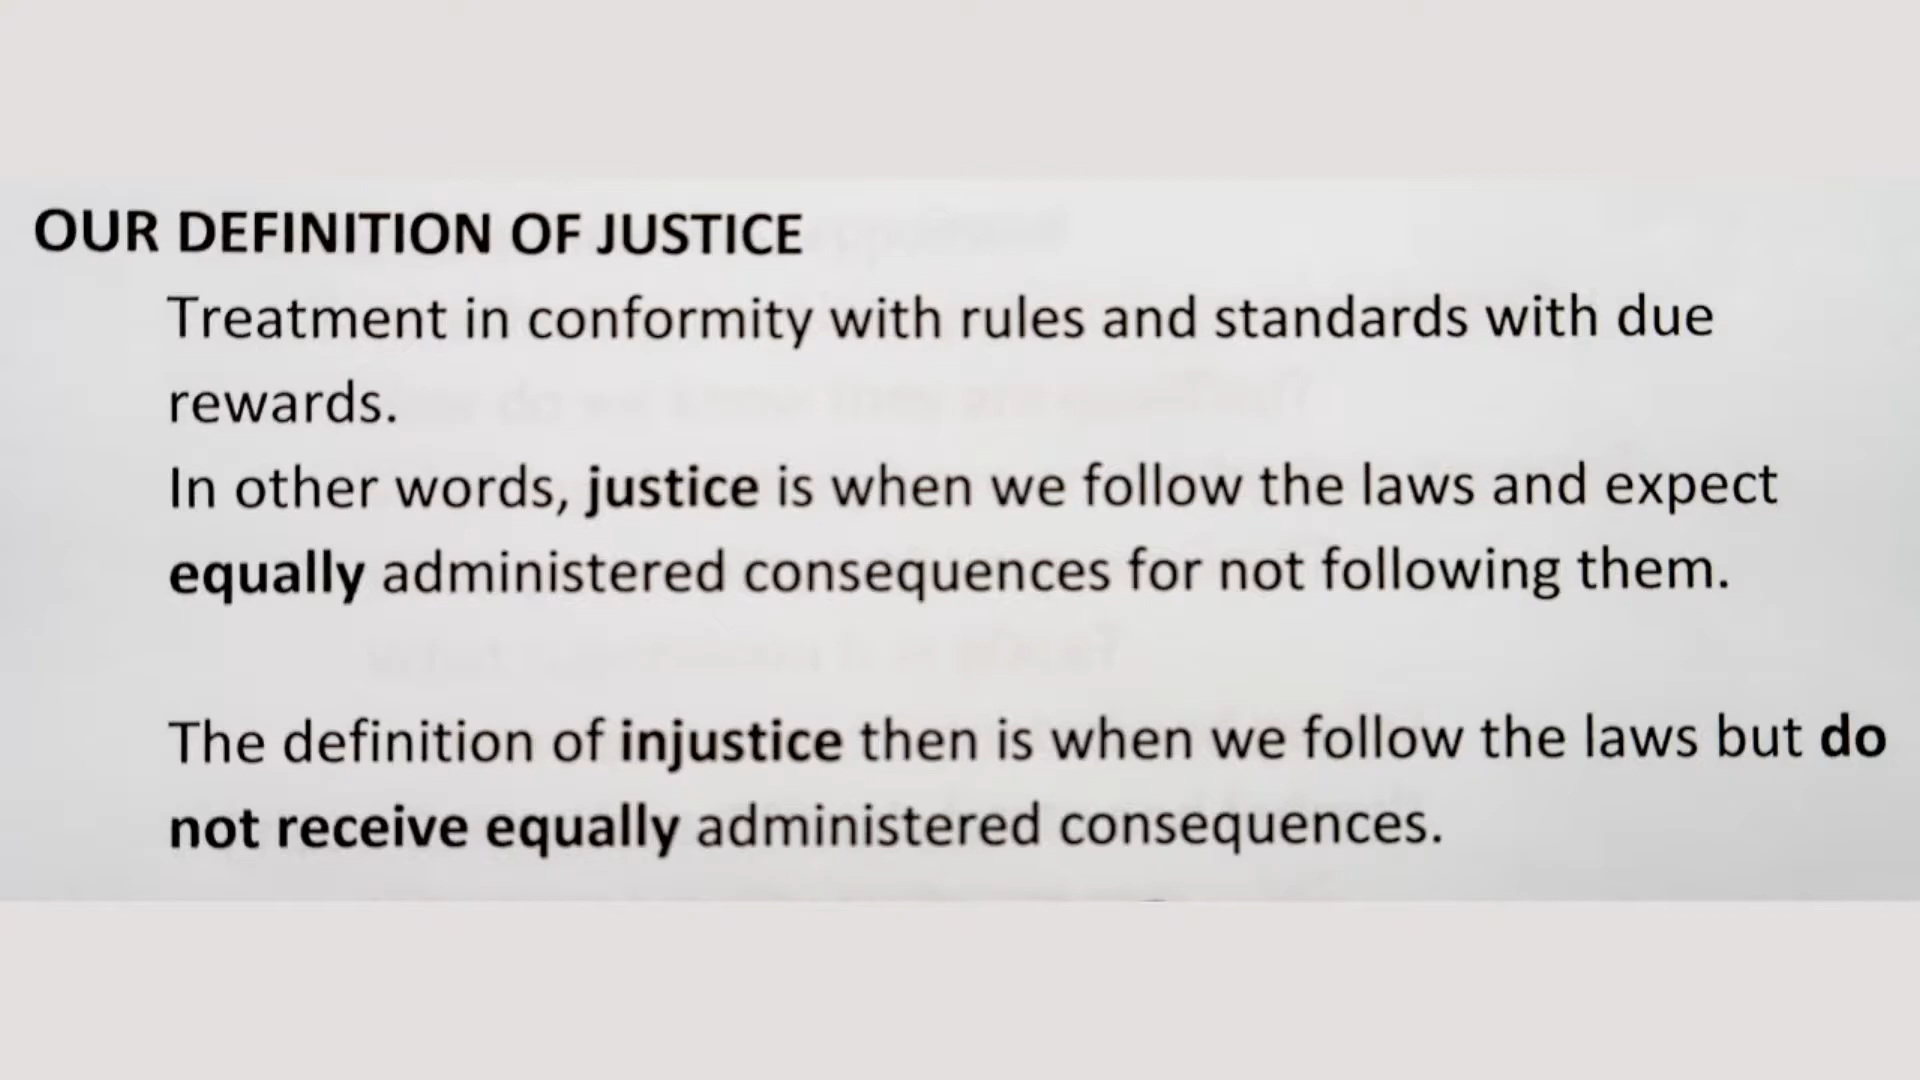 OUR DEFINITION OF JUSTICE
Treatment in conformity with rules and standards with due
rewards.
In other words, justice is when we follow the laws and expect
equally administered consequences for not following them.
The definition of injustice then is when we follow the laws but do
not receive equally administered consequences.